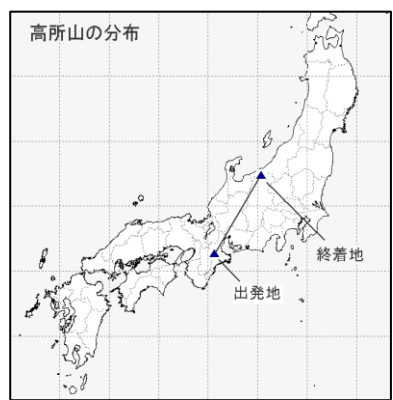 高所山の分布
終着地
出発地